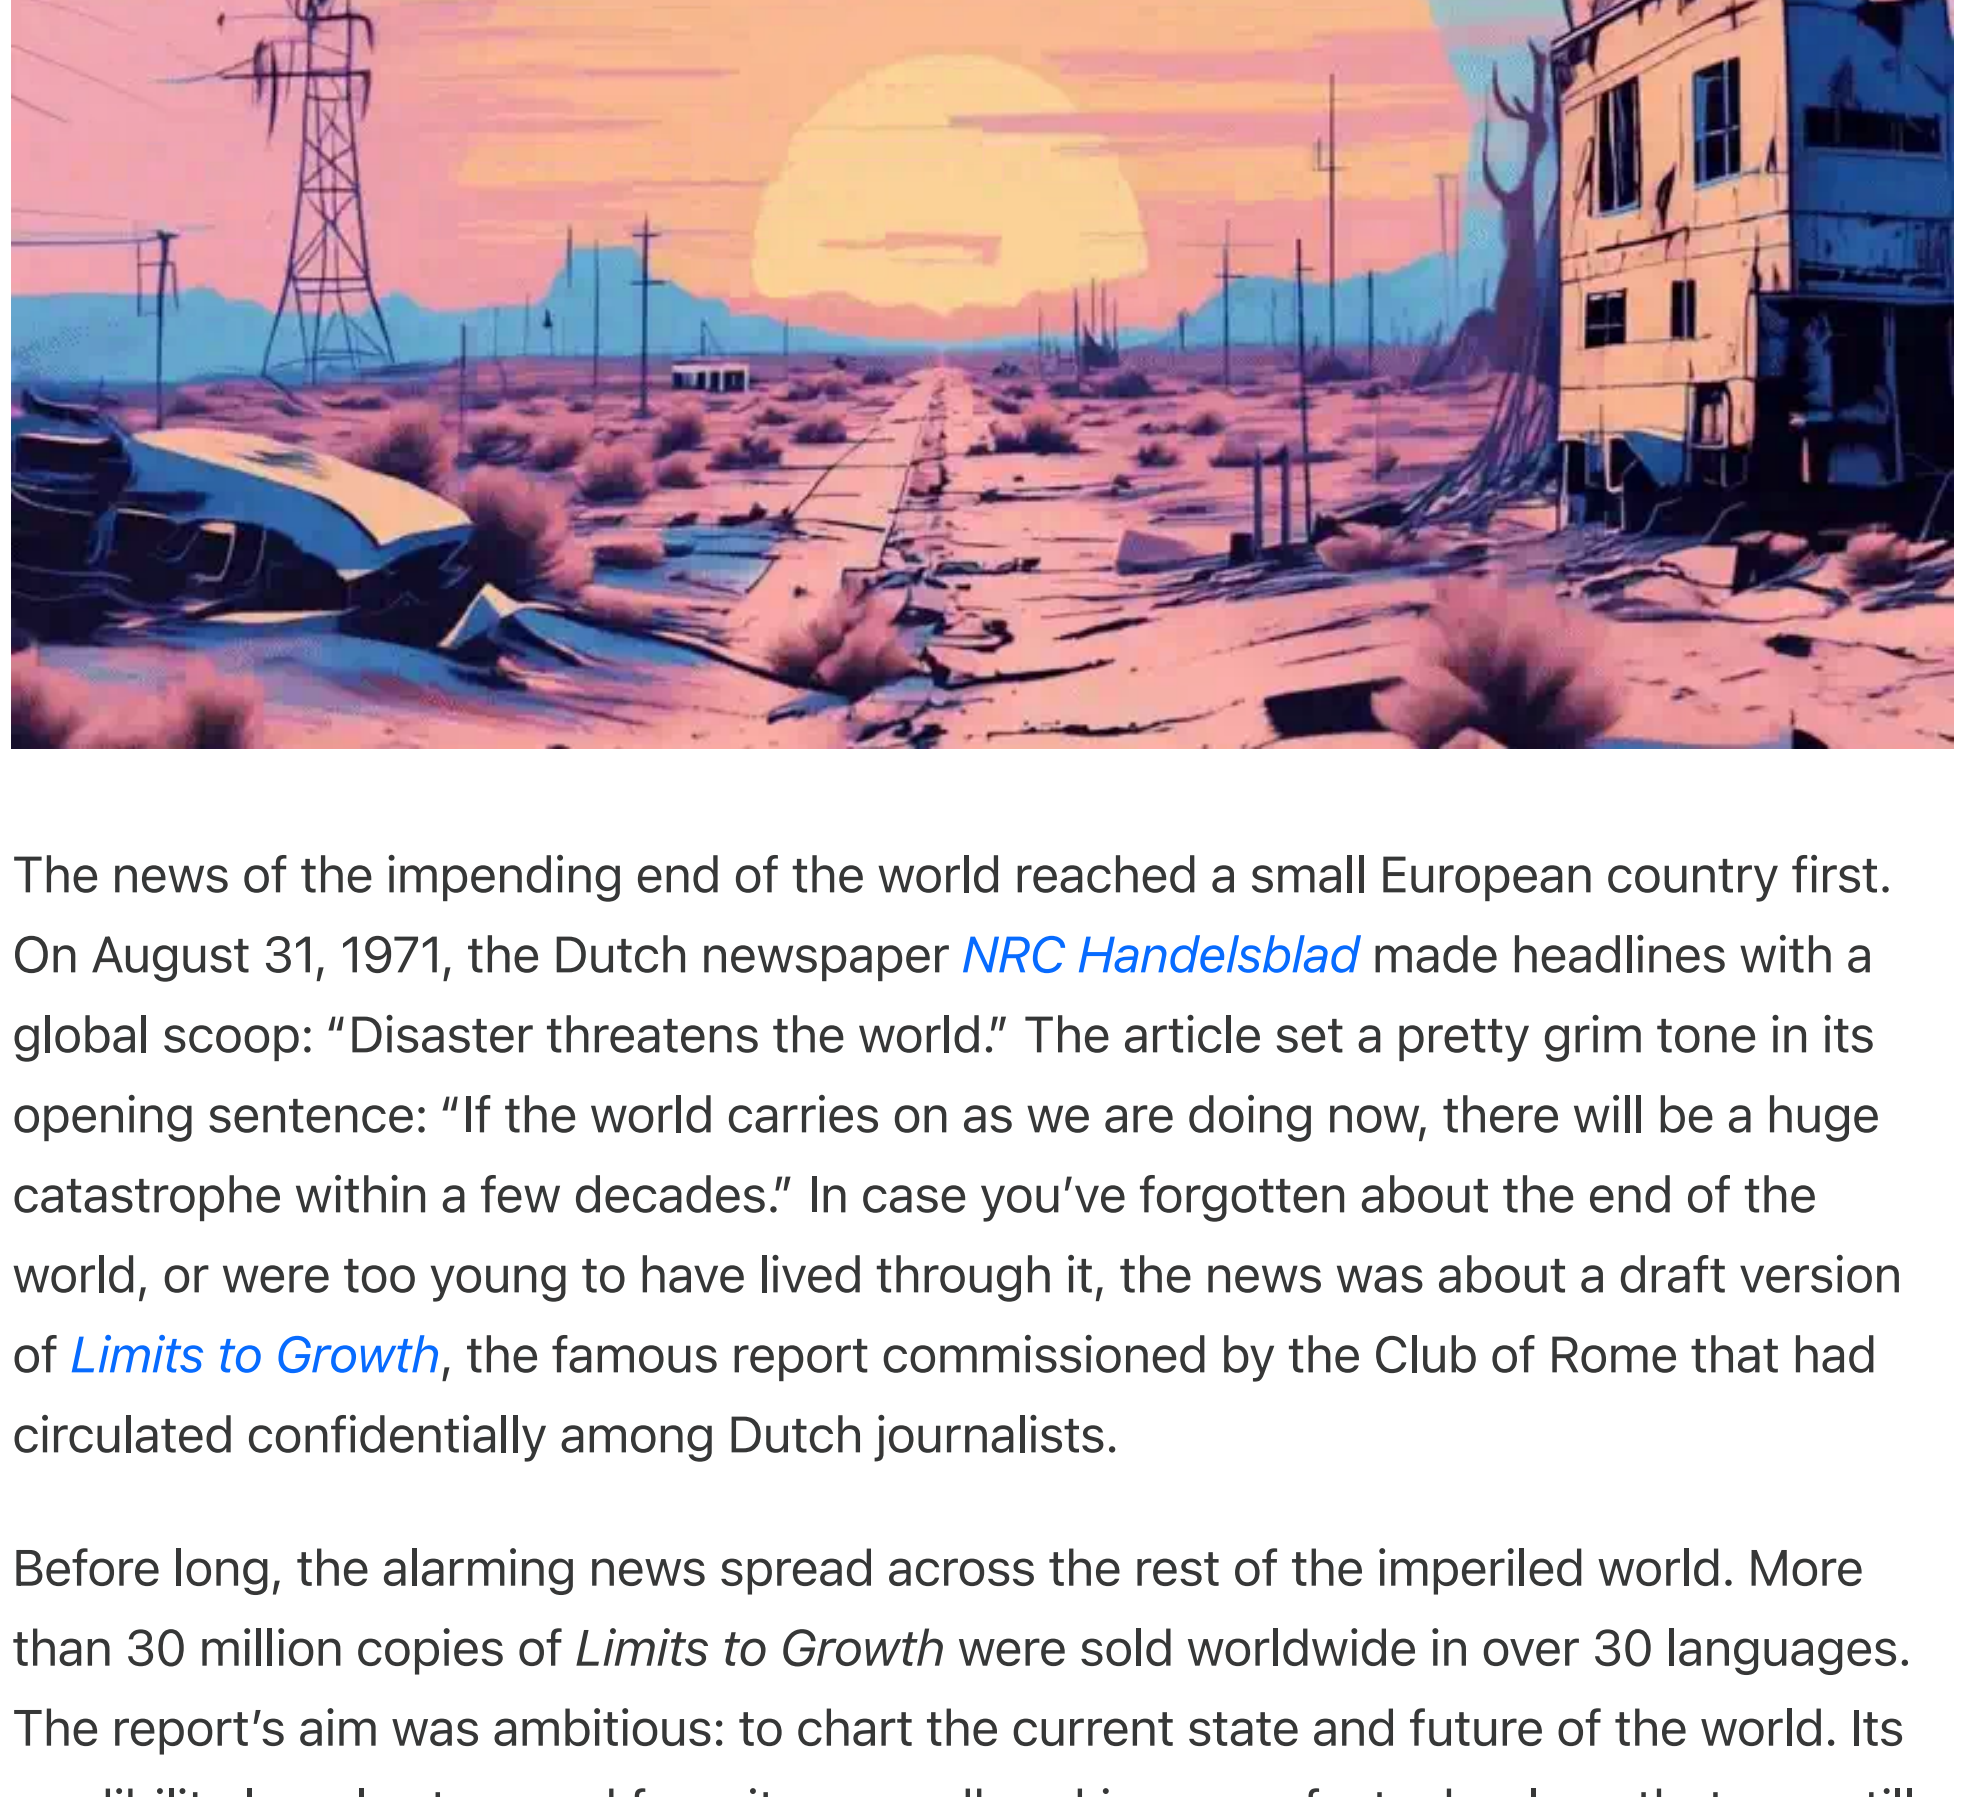 The news of the impending end of the world reached a small European country first.
On August 31, 1971, the Dutch newspaper NRC Handelsblad made headlines with a
global scoop: “Disaster threatens the world.” The article set a pretty grim tone in its
opening sentence: “If the world carries on as we are doing now, there will be a huge
catastrophe within a few decades.” In case you’ve forgotten about the end of the
world, or were too young to have lived through it, the news was about a draft version
of Limits to Growth, the famous report commissioned by the Club of Rome that had
circulated confidentially among Dutch journalists.
Before long, the alarming news spread across the rest of the imperiled world. More
than 30 million copies of Limits to Growth were sold worldwide in over 30 languages.
The report’s aim was ambitious: to chart the current state and future of the world. Its